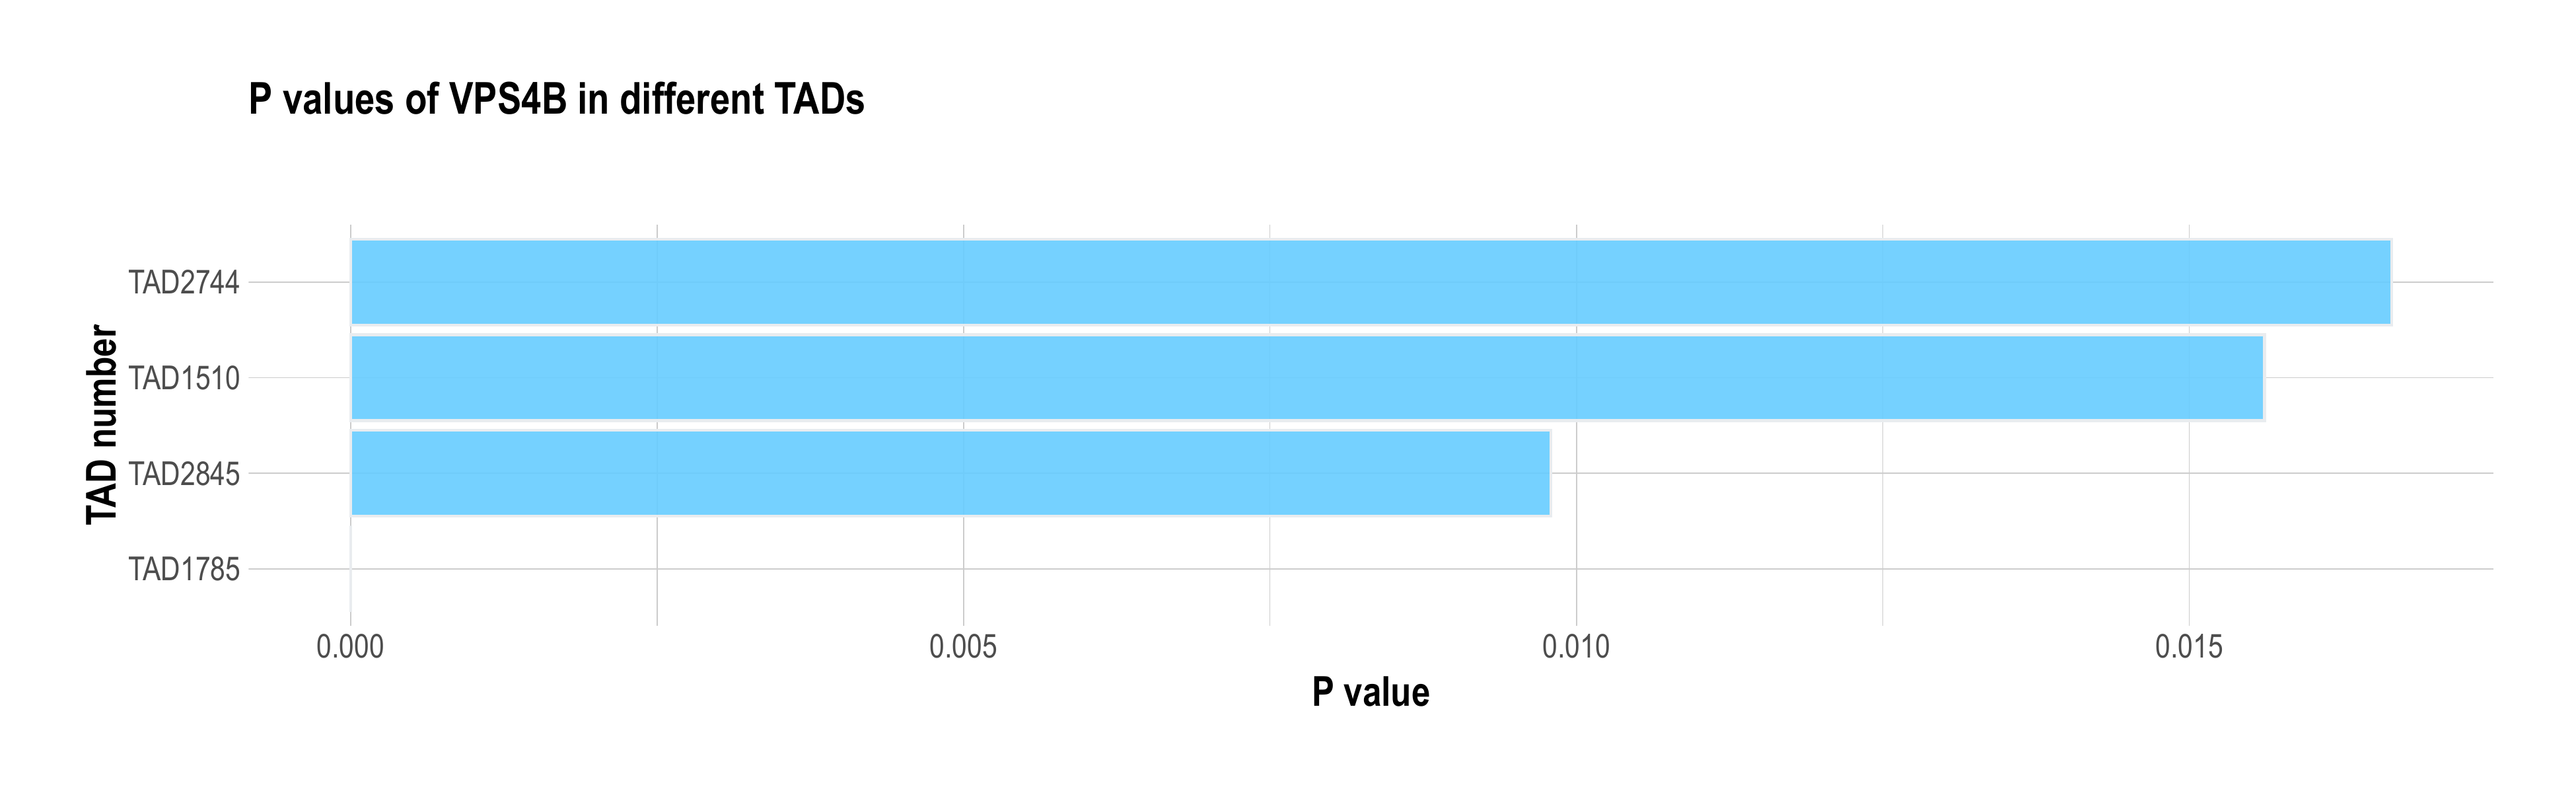 P values of VPS4B in different TADs
TAD number
TAD2744
TAD1510
TAD2845
TAD1785
0.000
0.005
0.010
0.015
P value